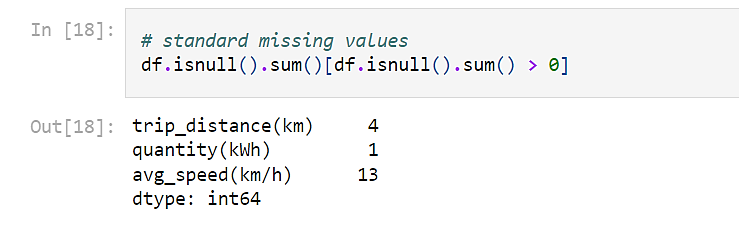 In [18]:
# standard missing values
df.isnull().sum()[df.isnull().sum() > 0]
Out[18]:
trip_distance(km) 4
quantity(kWh) 1
avg_speed(km/h) 13
dtype: int64